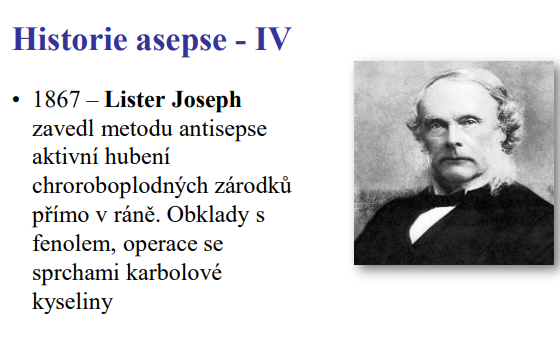 Historie asepse - IV
• 1867 – Lister Joseph
zavedl metodu antisepse
aktivní hubení
chroroboplodných zárodků
přímo v ráně. Obklady s
fenolem, operace se
sprchami karbolové
kyseliny